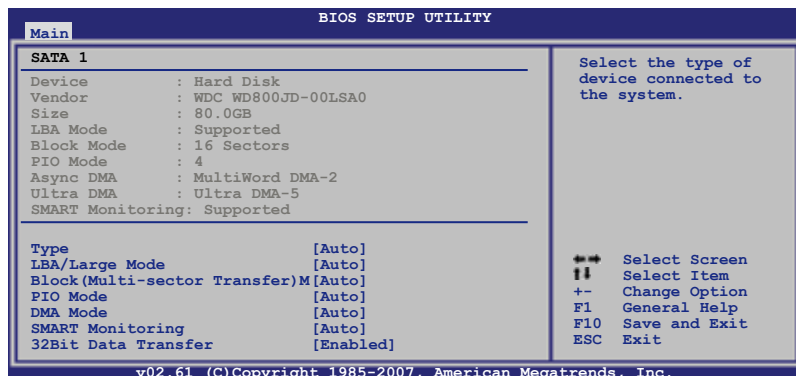 BIOS SETUP UTILITY
Main
SATA 1
Device : Hard Disk
Vendor : WDC WD800JD-00LSA0
Size : 80.0GB
LBA Mode : Supported
Block Mode : 16 Sectors
PIO Mode : 4
Async DMA : MultiWord DMA-2
Ultra DMA : Ultra DMA-5
SMART Monitoring: Supported
Type [Auto]
LBA/Large Mode [Auto]
Block(Multi-sector Transfer)M[Auto]
PIO Mode [Auto]
DMA Mode [Auto]
SMART Monitoring [Auto]
32Bit Data Transfer [Enabled]
Select the type of
device connected to
the system.
←→ Select Screen
↑↓ Select Item
+- Change Option
F1 General Help
F10 Save and Exit
ESC Exit
v02.61 (C)Copyright 1985-2007, American Megatrends, Inc.